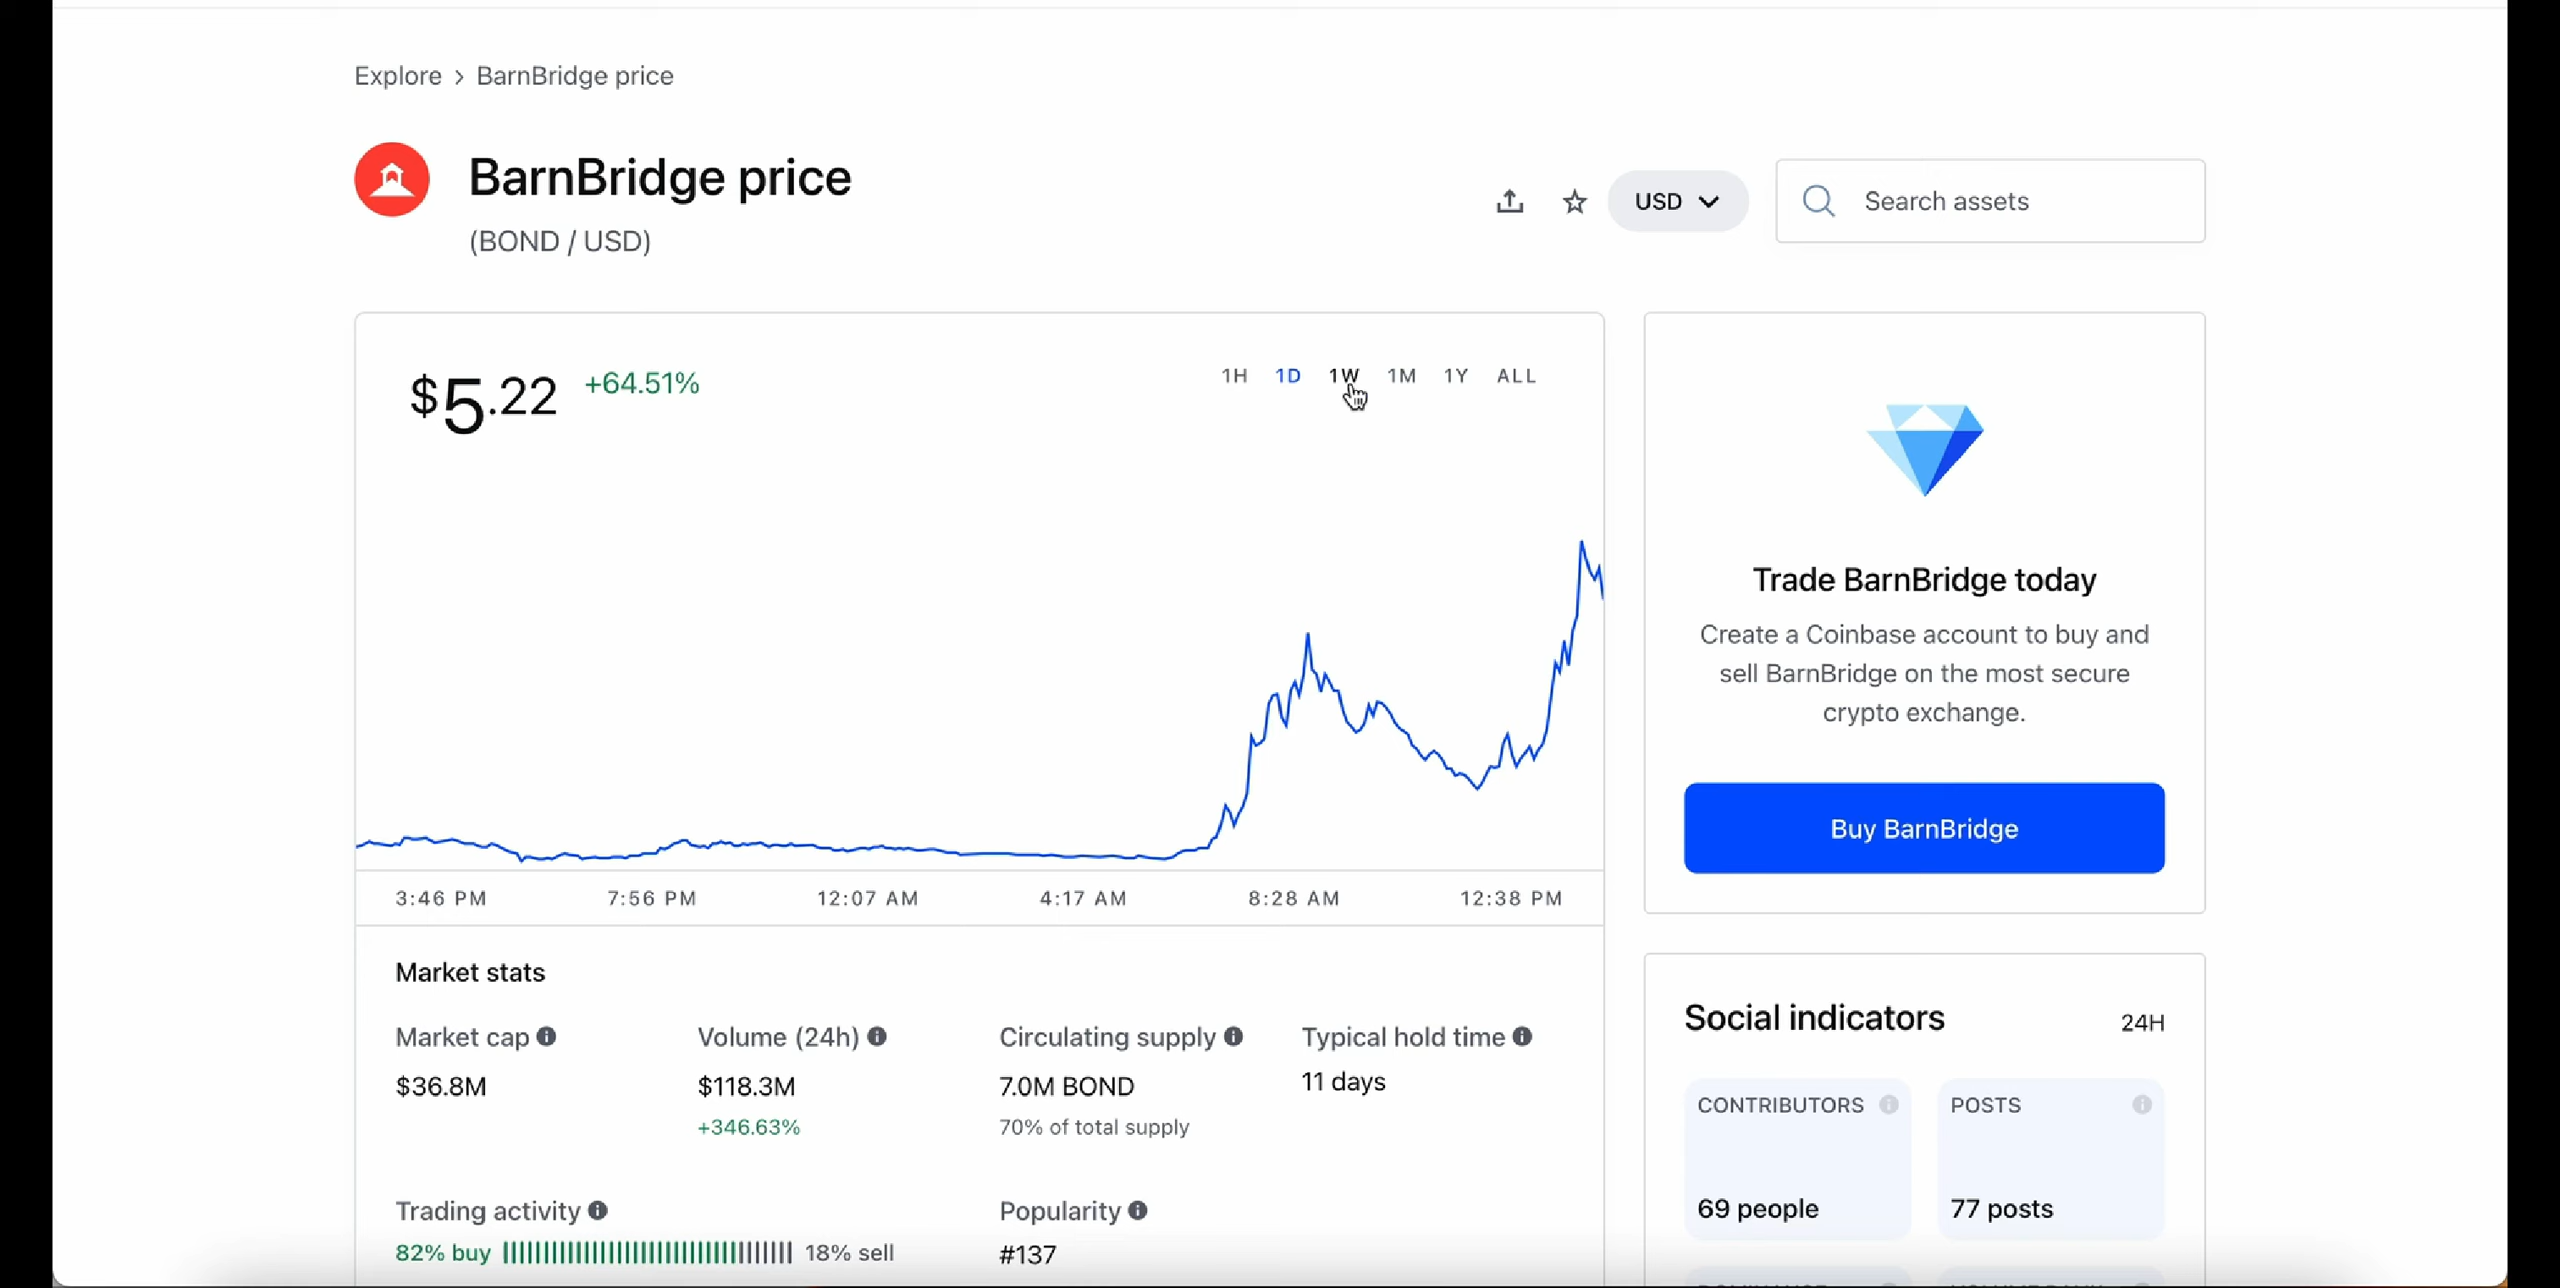 Explore > BarnBridge price
BarnBridge price
(BOND / USD)
USD
Search assets
$5.22 +64.51%
1H 1D 1W 1M 1Y ALL
3:46 PM 7:56 PM 12:07 AM 4:17 AM 8:28 AM 12:38 PM
Trade BarnBridge today
Create a Coinbase account to buy and
sell BarnBridge on the most secure
crypto exchange.
Buy BarnBridge
Market stats
Market cap Volume (24h) Circulating supply Typical hold time
$36.8M $118.3M 7.0M BOND 11 days
+346.63% 70% of total supply
Trading activity Popularity
82% buy 18% sell #137
Social indicators 24H
CONTRIBUTORS POSTS
69 people 77 posts